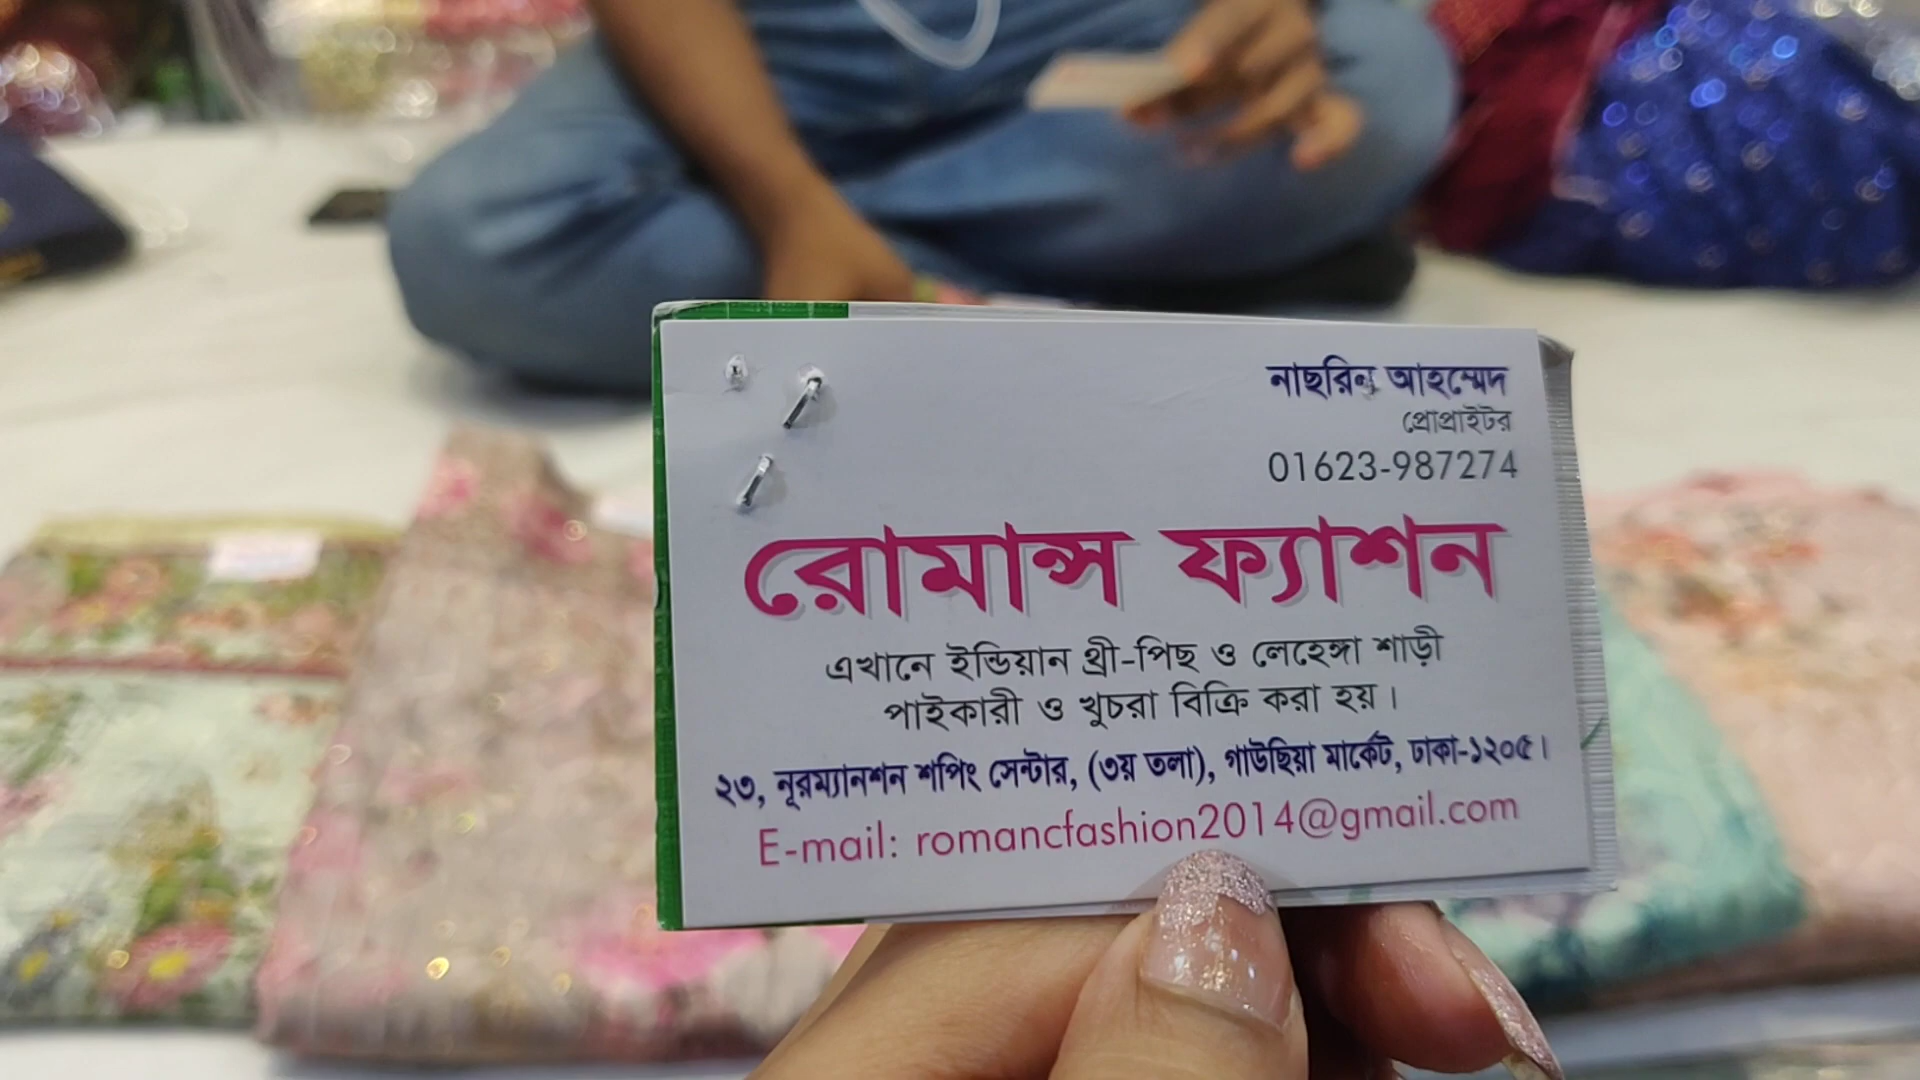 নাছরিন আহম্মেদ
প্রোপ্রাইটর
01623-987274
রোমান্স ফ্যাশন
এখানে ইন্ডিয়ান থ্রী-পিছ ও লেহেঙ্গা শাড়ী
পাইকারী ও খুচরা বিক্রি করা হয়।
২৩, নূরম্যানশন শপিং সেন্টার, (৩য় তলা), গাউছিয়া মার্কেট, ঢাকা-১২০৫।
E-mail: romancfashion2014@gmail.com